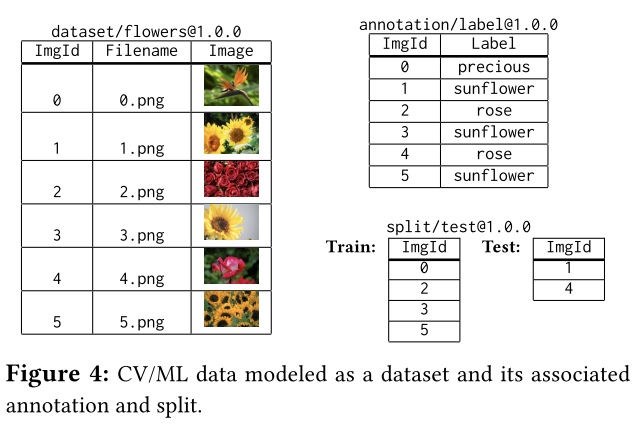 dataset/flowers@1.0.0
ImgId Filename Image
0 0.png
1 1.png
2 2.png
3 3.png
4 4.png
5 5.png
annotation/label@1.0.0
ImgId Label
0 precious
1 sunflower
2 rose
3 sunflower
4 rose
5 sunflower
split/test@1.0.0
Train: ImgId
0
2
3
5
Test: ImgId
1
4
Figure 4: CV/ML data modeled as a dataset and its associated
annotation and split.